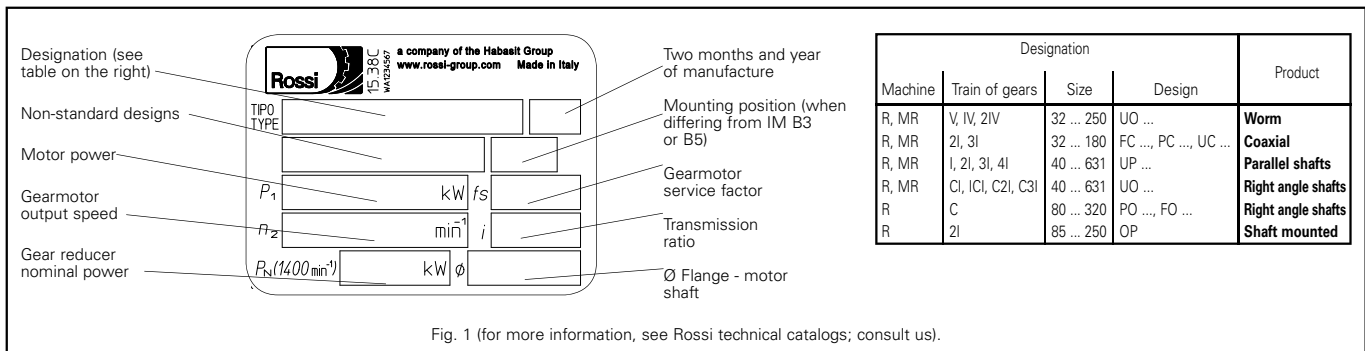 Designation (see
table on the right)
Non-standard designs
Motor power
Gearmotor
output speed
Gear reducer
nominal power
Rossi
15.38C
WA1234567
a company of the Habasit Group
www.rossi-group.com Made in Italy
TIPO
TYPE
P₁ kW fs
n₂ min⁻¹ i
P_N (1400 min⁻¹) kW ϕ
Two months and year
of manufacture
Mounting position (when
differing from IM B3
or B5)
Gearmotor
service factor
Transmission
ratio
Ø Flange - motor
shaft
Designation Product
Machine Train of gears Size Design
R, MR V, IV, 2IV 32 ... 250 UO ... Worm
R, MR 2I, 3I 32 ... 180 FC ..., PC ..., UC ... Coaxial
R, MR I, 2I, 3I, 4I 40 ... 631 UP ... Parallel shafts
R, MR CI, ICI, C2I, C3I 40 ... 631 UO ... Right angle shafts
R C 80 ... 320 PO ..., FO ... Right angle shafts
R 2I 85 ... 250 OP Shaft mounted
Fig. 1 (for more information, see Rossi technical catalogs; consult us).